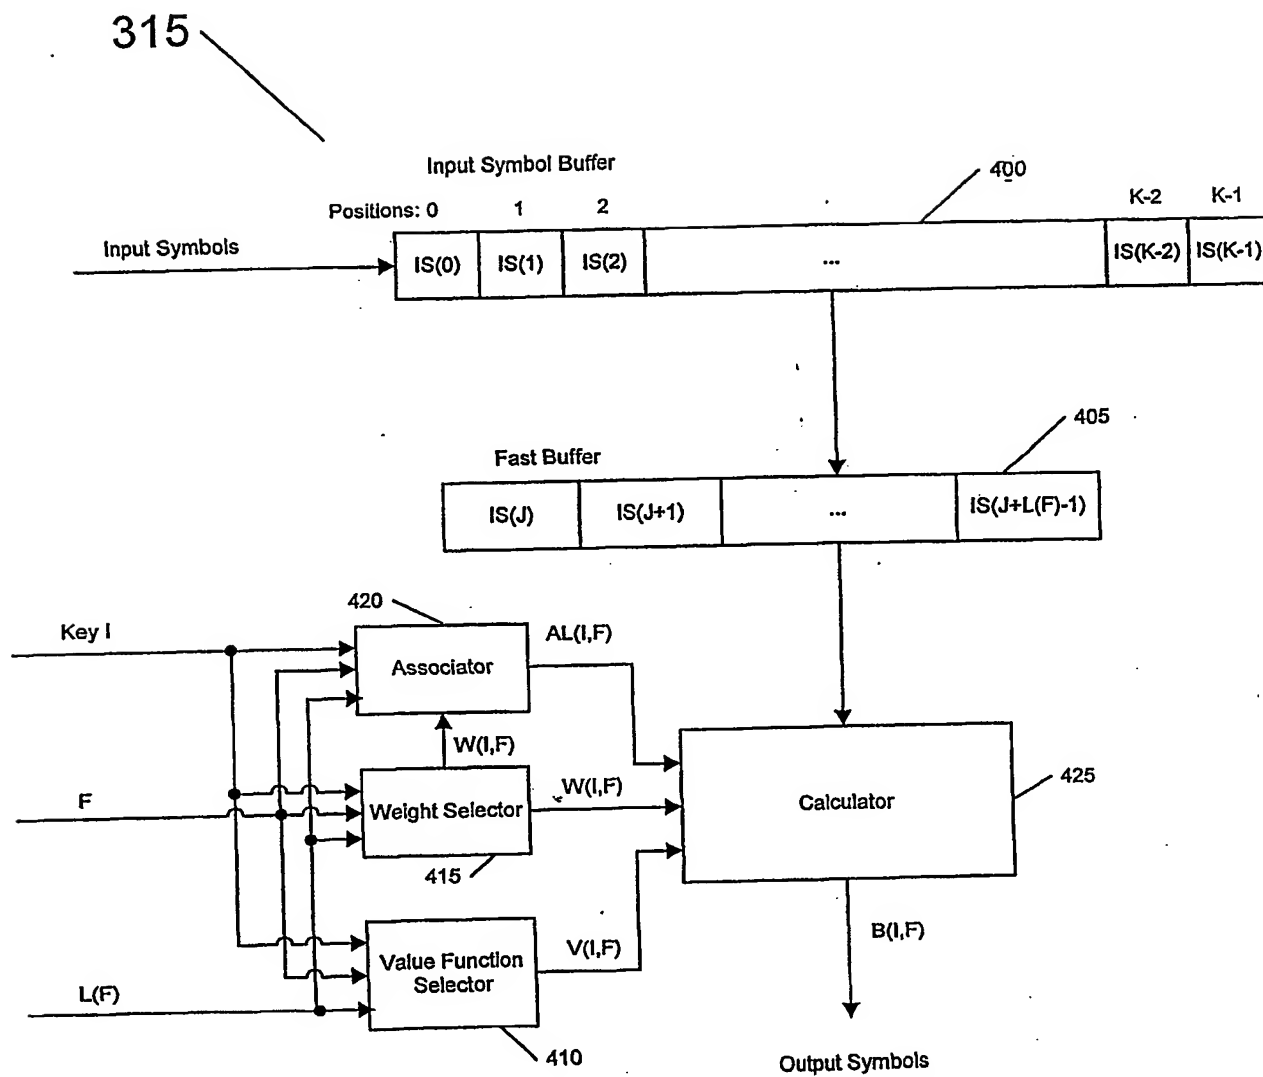 315
Input Symbol Buffer
400
Positions: 0 1 2 K-2 K-1
Input Symbols
IS(0) IS(1) IS(2) ... IS(K-2) IS(K-1)
405
Fast Buffer
IS(J) IS(J+1) ... IS(J+L(F)-1)
420
Key I
Associator
AL(I,F)
W(I,F)
F
Weight Selector
W(I,F)
Calculator
425
415
Value Function
Selector
V(I,F)
B(I,F)
L(F)
410
Output Symbols